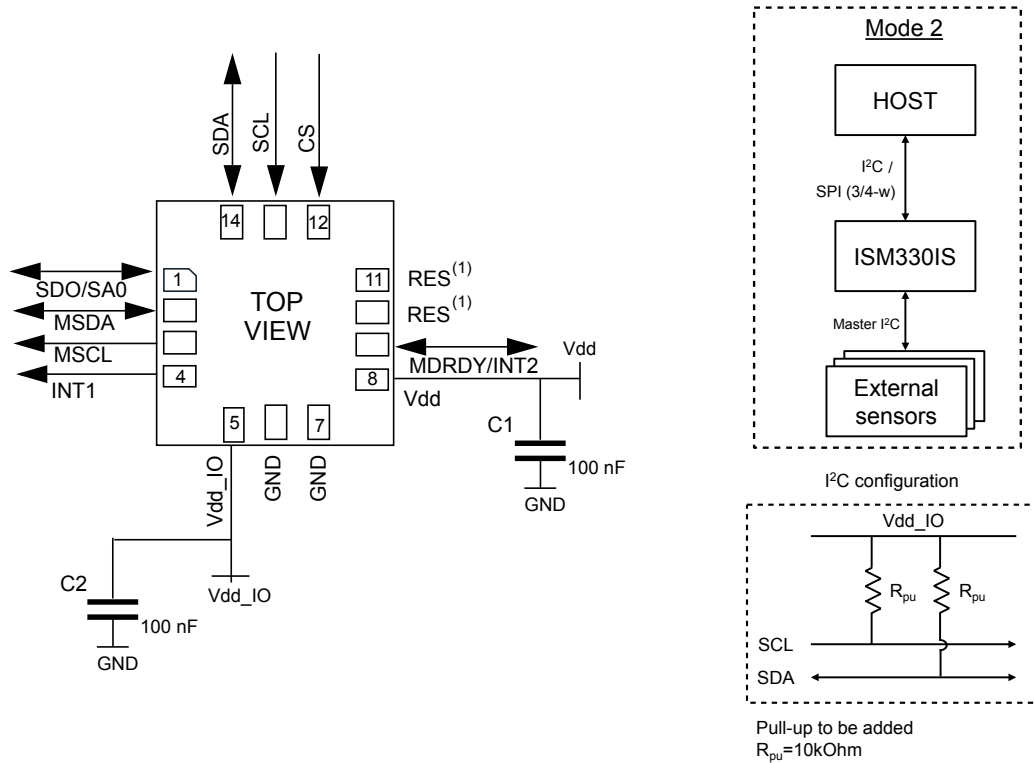 SDA
SCL
CS
14
12
1
11
4
8
5
7
TOP
VIEW
SDO/SA0
MSDA
MSCL
INT1
RES(1)
RES(1)
MDRDY/INT2
Vdd
Vdd
C1
100 nF
GND
Vdd_IO
GND
GND
C2
100 nF
GND
Vdd_IO
Mode 2
HOST
I²C /
SPI (3/4-w)
ISM330IS
Master I²C
External
sensors
I²C configuration
Vdd_IO
Rpu
Rpu
SCL
SDA
Pull-up to be added
Rpu=10kOhm